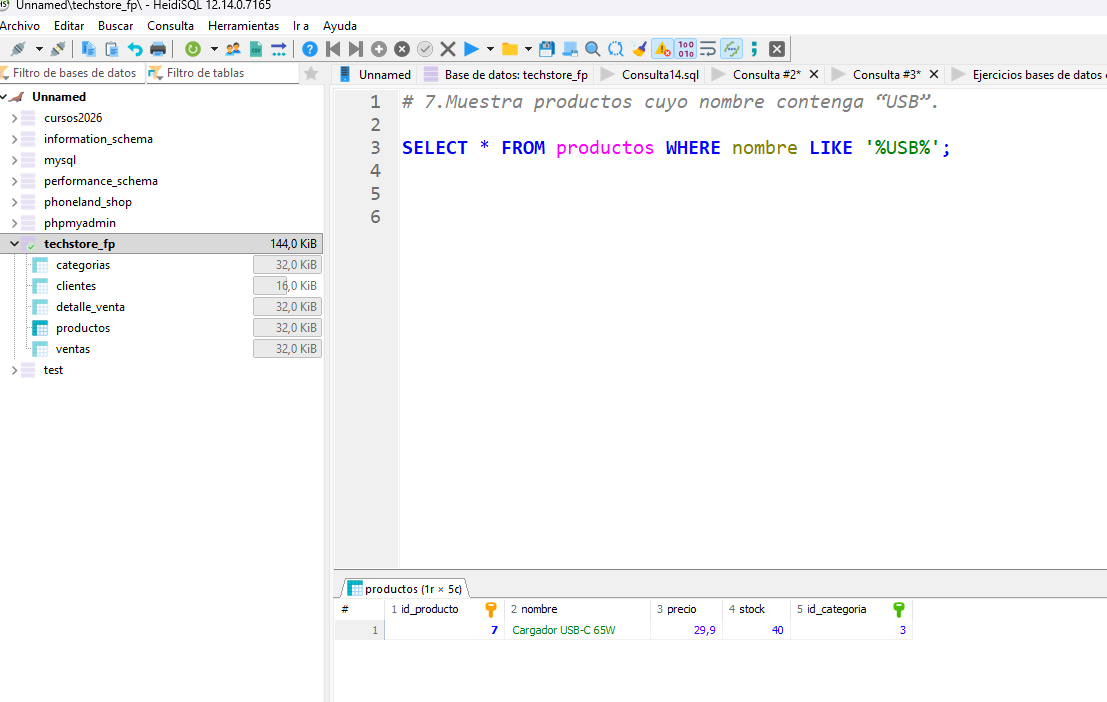 Unnamed\techstore_fp\ - HeidiSQL 12.14.0.7165
Archivo Editar Buscar Consulta Herramientas Ir a Ayuda
Filtro de bases de datos Filtro de tablas
Unnamed Base de datos: techstore_fp Consulta14.sql Consulta #2* Consulta #3* Ejercicios bases de datos
Unnamed
cursos2026
information_schema
mysql
performance_schema
phoneland_shop
phpmyadmin
techstore_fp 144,0 KiB
categorias 32,0 KiB
clientes 16,0 KiB
detalle_venta 32,0 KiB
productos 32,0 KiB
ventas 32,0 KiB
test
1 # 7.Muestra productos cuyo nombre contenga “USB”.
2
3 SELECT * FROM productos WHERE nombre LIKE '%USB%';
4
5
6
productos (1r × 5c)
# 1 id_producto 2 nombre 3 precio 4 stock 5 id_categoria
1 7 Cargador USB-C 65W 29,9 40 3